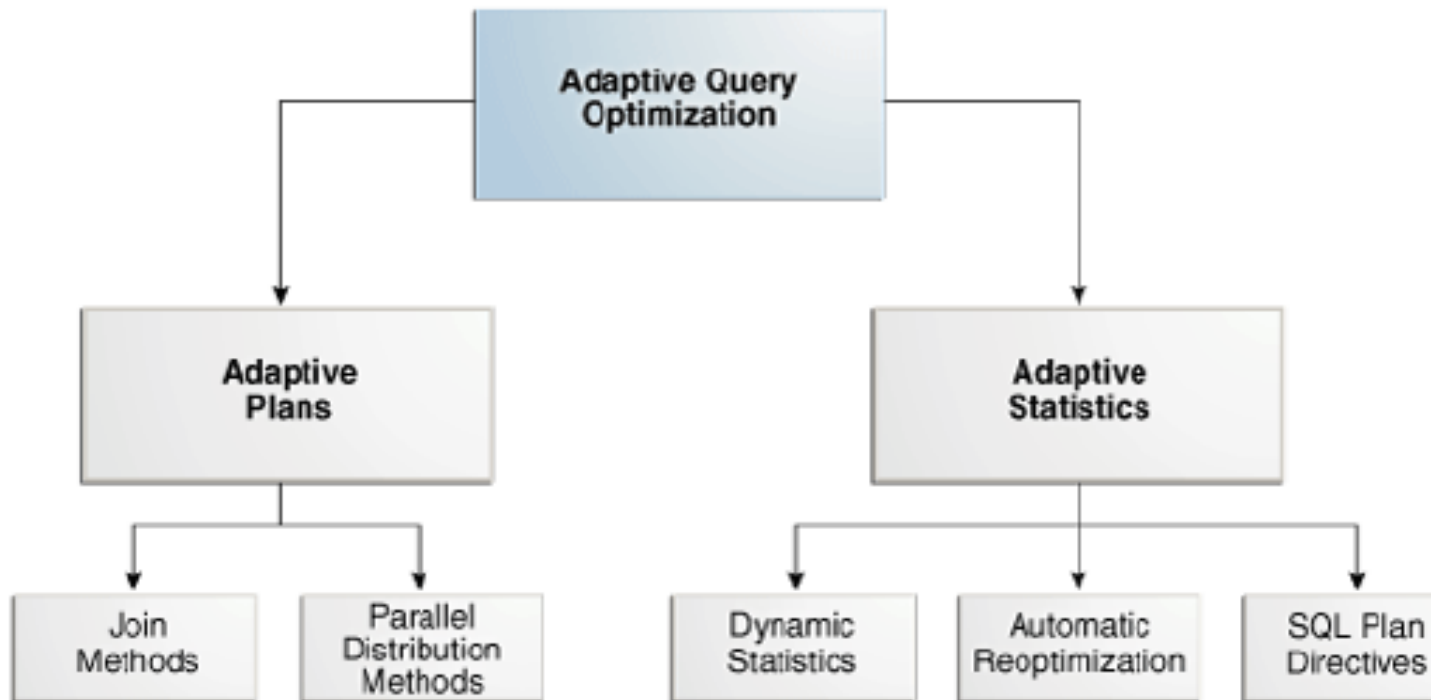 Adaptive Query
Optimization
Adaptive
Plans
Adaptive
Statistics
Join
Methods
Parallel
Distribution
Methods
Dynamic
Statistics
Automatic
Reoptimization
SQL Plan
Directives